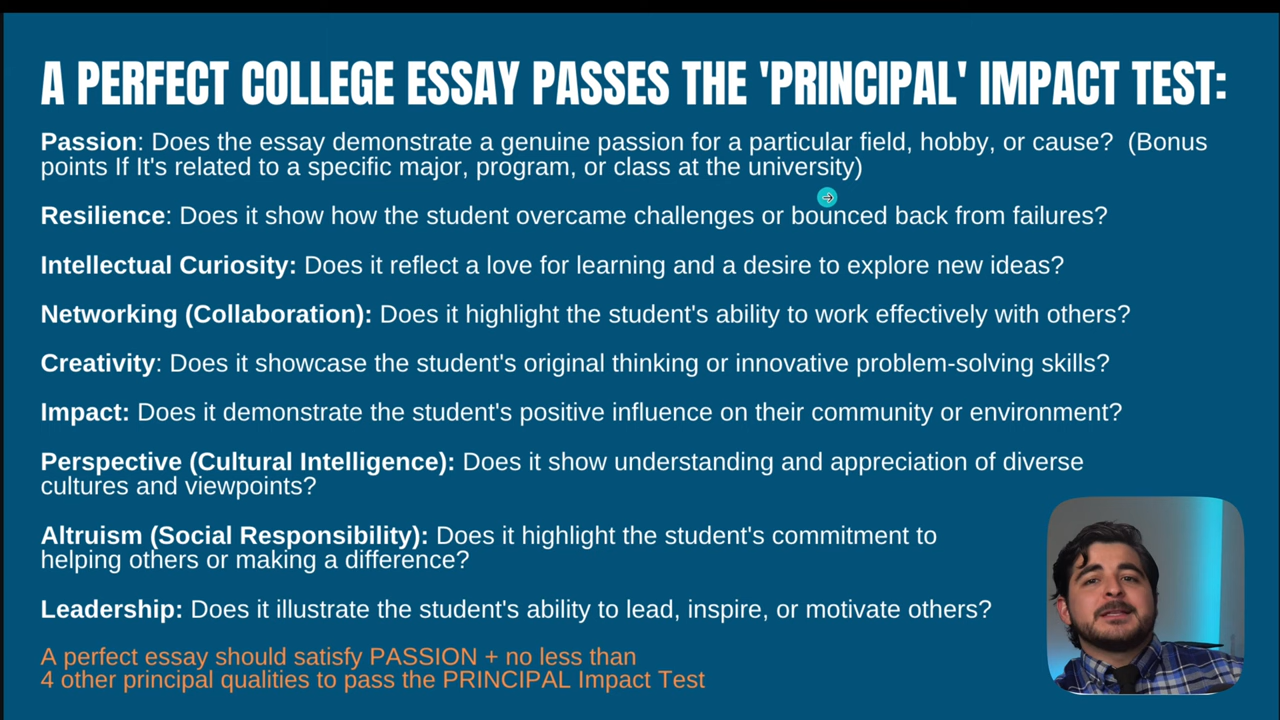 A PERFECT COLLEGE ESSAY PASSES THE 'PRINCIPAL' IMPACT TEST:
Passion: Does the essay demonstrate a genuine passion for a particular field, hobby, or cause?  (Bonus
points If It's related to a specific major, program, or class at the university)
Resilience: Does it show how the student overcame challenges or bounced back from failures?
Intellectual Curiosity: Does it reflect a love for learning and a desire to explore new ideas?
Networking (Collaboration): Does it highlight the student's ability to work effectively with others?
Creativity: Does it showcase the student's original thinking or innovative problem-solving skills?
Impact: Does it demonstrate the student's positive influence on their community or environment?
Perspective (Cultural Intelligence): Does it show understanding and appreciation of diverse
cultures and viewpoints?
Altruism (Social Responsibility): Does it highlight the student's commitment to
helping others or making a difference?
Leadership: Does it illustrate the student's ability to lead, inspire, or motivate others?
A perfect essay should satisfy PASSION + no less than
4 other principal qualities to pass the PRINCIPAL Impact Test